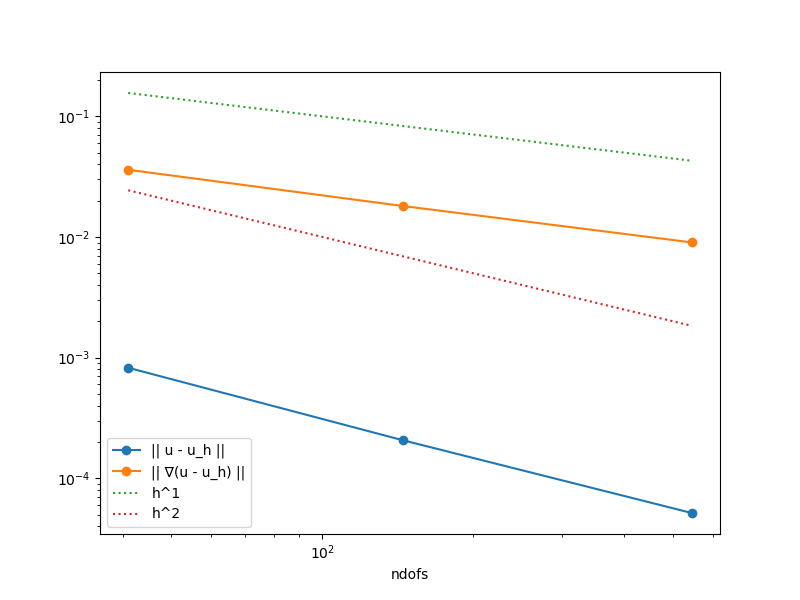 10⁻¹
10⁻²
10⁻³
10⁻⁴
|| u - u_h ||
|| ∇(u - u_h) ||
h^1
h^2
10²
ndofs